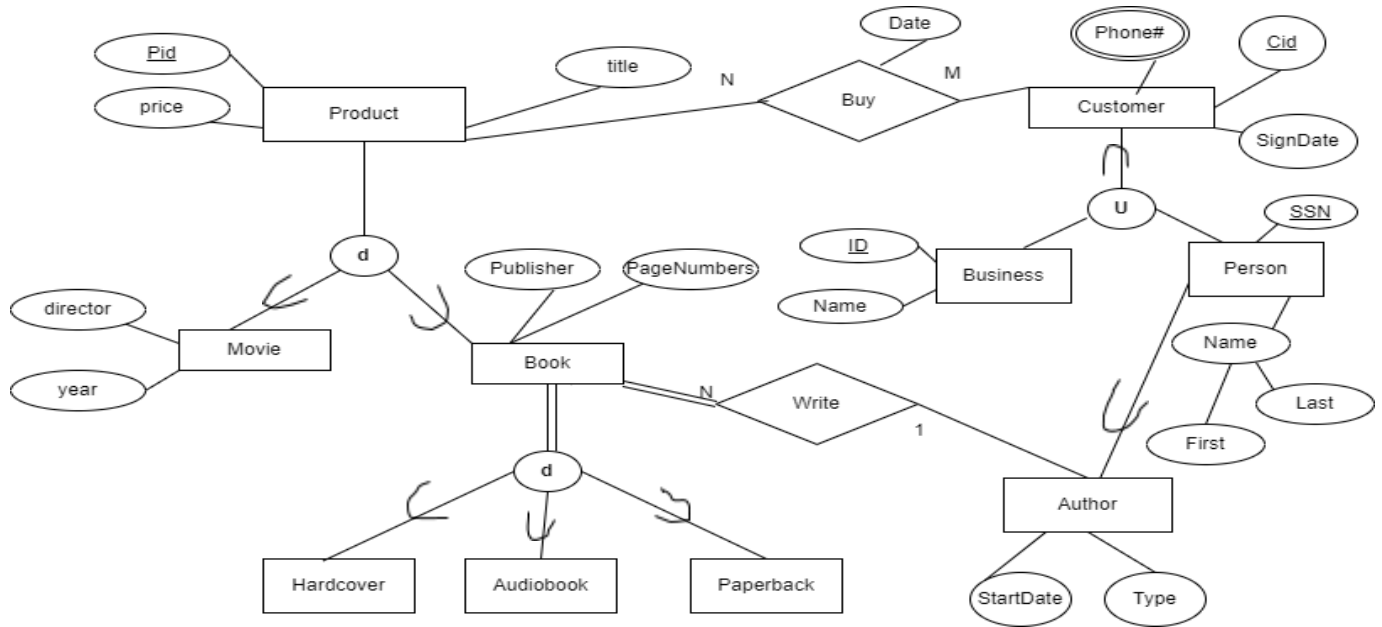 Date
Phone#
Cid
Pid
title
N
M
price
Product
Buy
Customer
SignDate
U
SSN
d
Publisher
PageNumbers
ID
Business
Person
director
Name
Movie
Book
Name
year
N
Write
Last
1
First
d
Author
Hardcover
Audiobook
Paperback
StartDate
Type